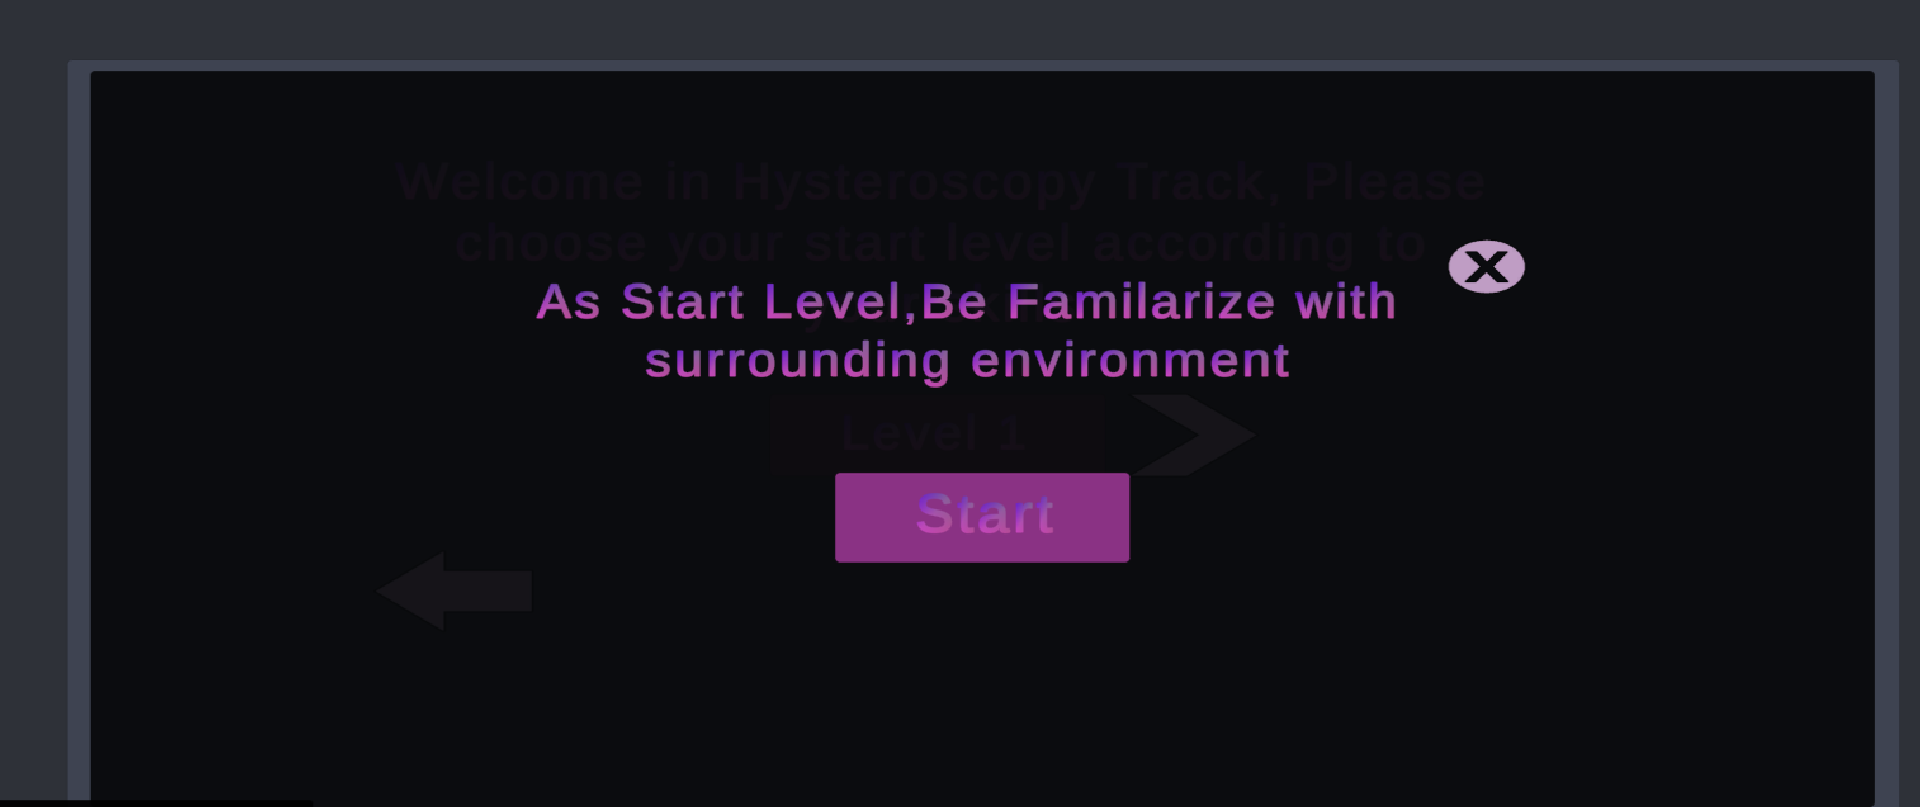 Welcome in Hysteroscopy Track, Please
choose your start level according to
As Start Level,Be Familarize with
surrounding environment
Level 1
Start
X